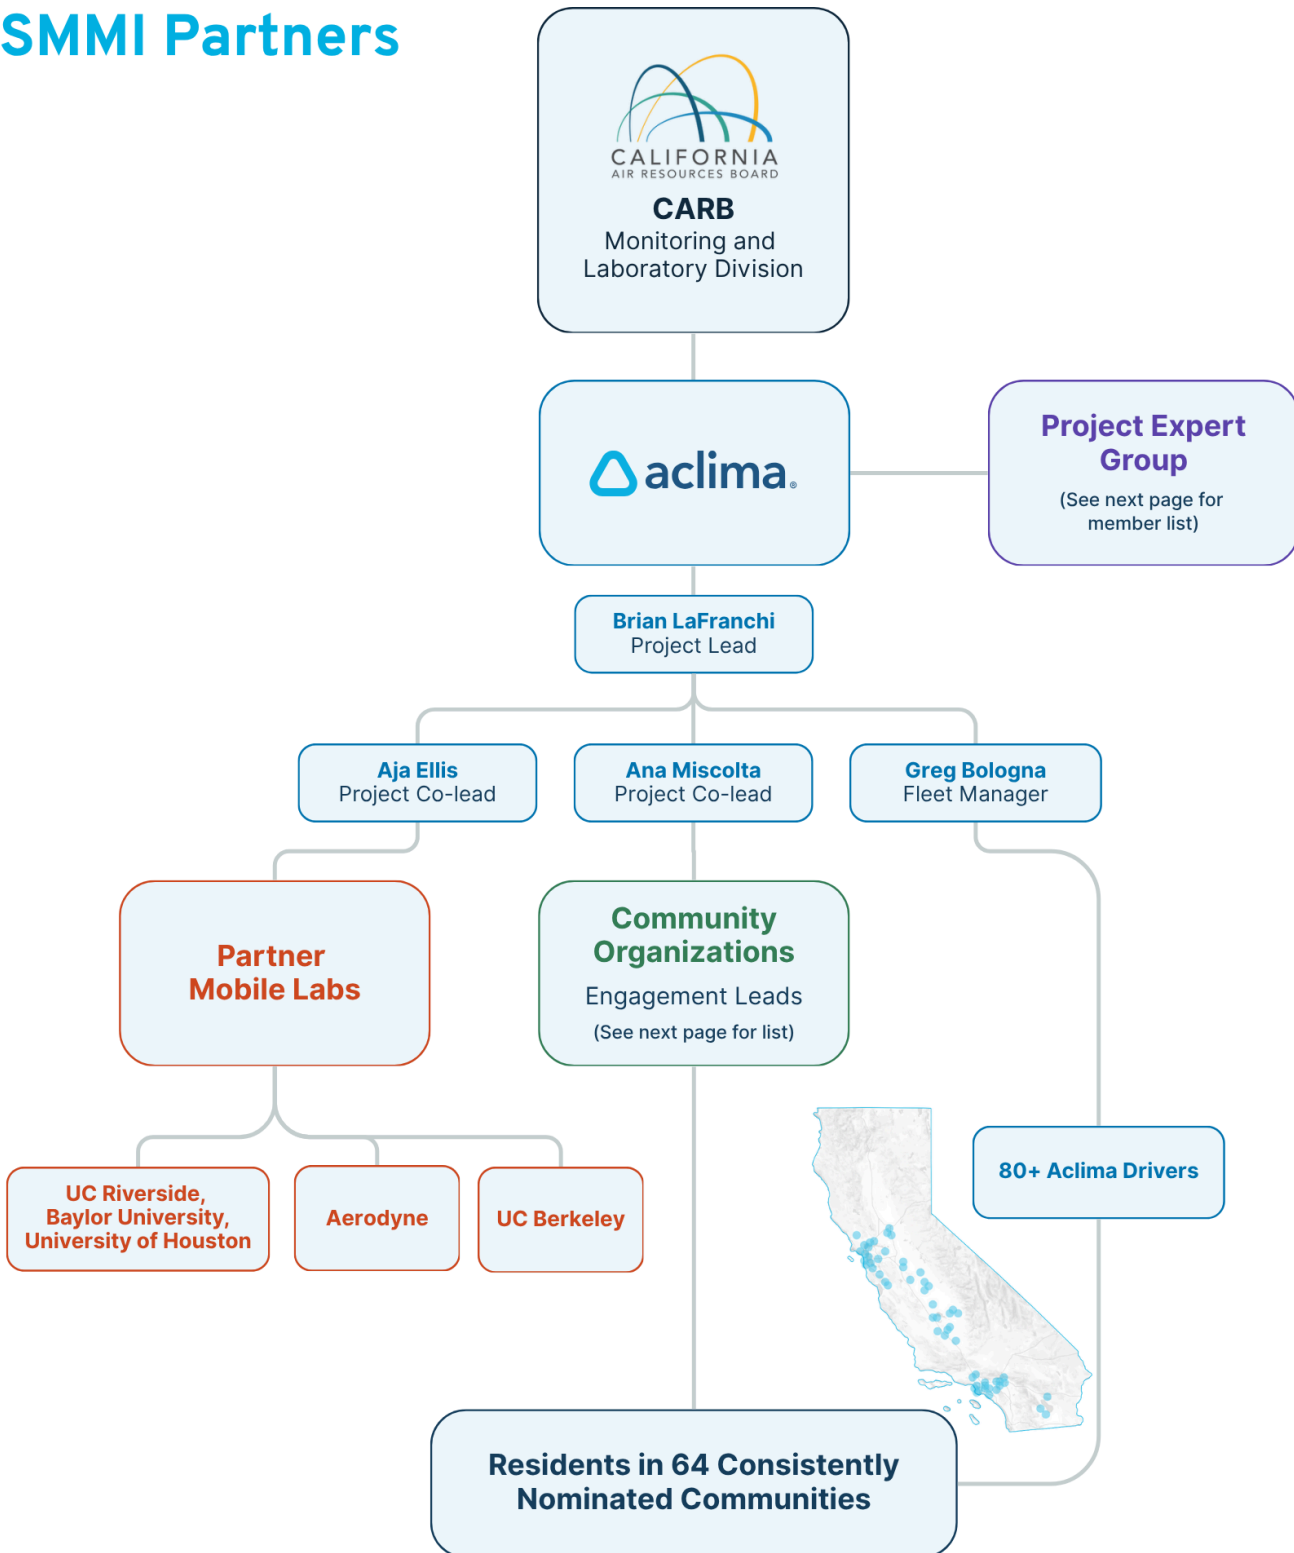 SMMI Partners
CALIFORNIA
AIR RESOURCES BOARD
CARB
Monitoring and
Laboratory Division
aclima®
Project Expert
Group
(See next page for
member list)
Brian LaFranchi
Project Lead
Aja Ellis
Project Co-lead
Ana Miscolta
Project Co-lead
Greg Bologna
Fleet Manager
Partner
Mobile Labs
Community
Organizations
Engagement Leads
(See next page for list)
80+ Aclima Drivers
UC Riverside,
Baylor University,
University of Houston
Aerodyne
UC Berkeley
Residents in 64 Consistently
Nominated Communities